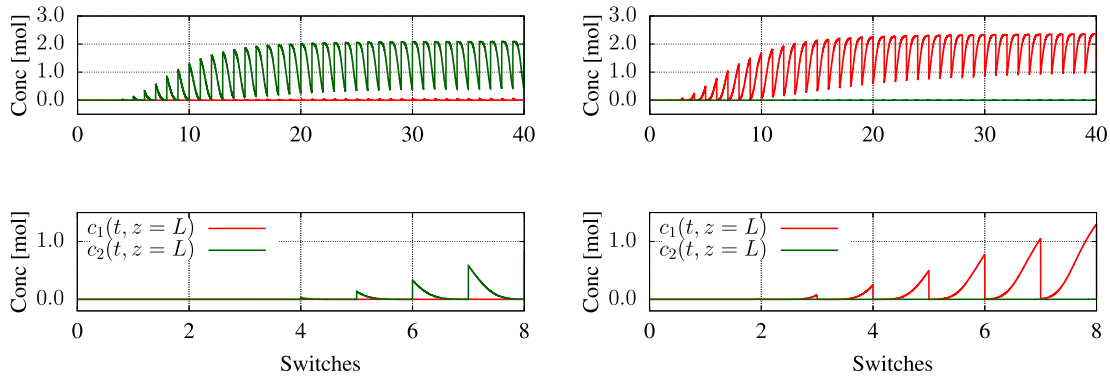 3.0
2.0
1.0
0.0
Conc [mol]
0 10 20 30 40
3.0
2.0
1.0
0.0
Conc [mol]
0 10 20 30 40
1.0
0.0
Conc [mol]
c₁(t, z = L)
c₂(t, z = L)
0 2 4 6 8
Switches
1.0
0.0
Conc [mol]
c₁(t, z = L)
c₂(t, z = L)
0 2 4 6 8
Switches